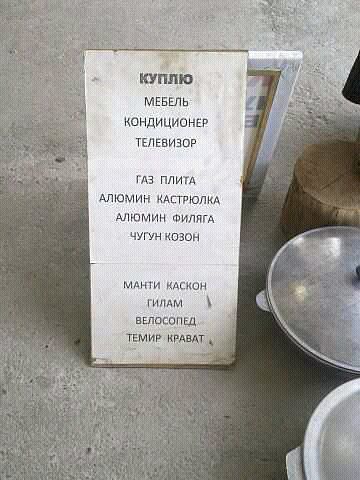 КУПЛЮ
МЕБЕЛЬ
КОНДИЦИОНЕР
ТЕЛЕВИЗОР
ГАЗ ПЛИТА
АЛЮМИН КАСТРЮЛКА
АЛЮМИН ФИЛЯГА
ЧУГУН КОЗОН
МАНТИ КАСКОН
ГИЛАМ
ВЕЛОСОПЕД
ТЕМИР КРАВАТ